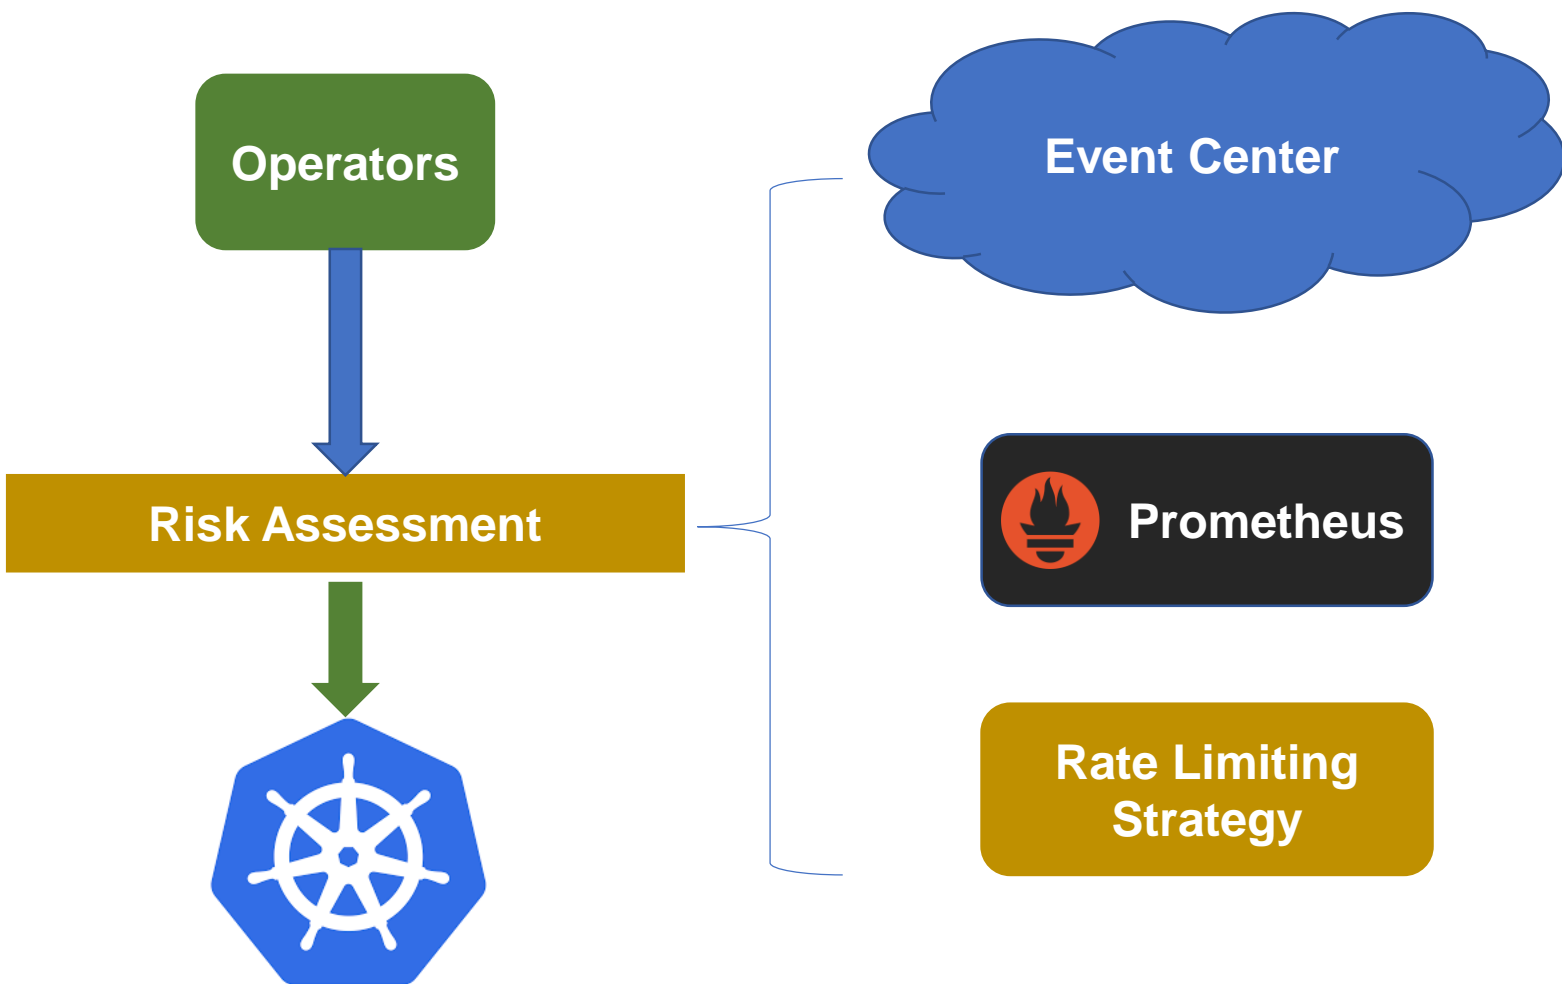 Operators
Event Center
Risk Assessment
Prometheus
Rate Limiting
Strategy